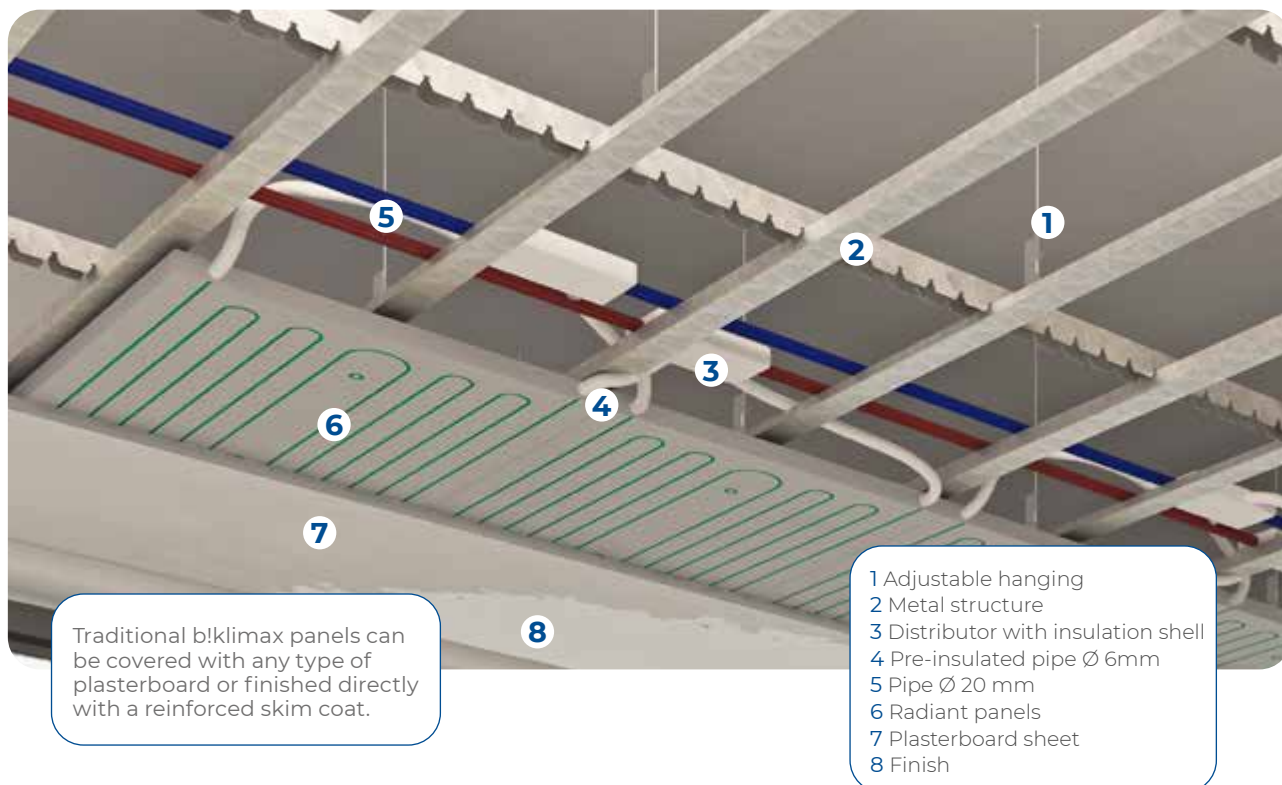 1
2
3
4
5
6
7
8
Traditional b!klimax panels can
be covered with any type of
plasterboard or finished directly
with a reinforced skim coat.
1 Adjustable hanging
2 Metal structure
3 Distributor with insulation shell
4 Pre-insulated pipe Ø 6mm
5 Pipe Ø 20 mm
6 Radiant panels
7 Plasterboard sheet
8 Finish